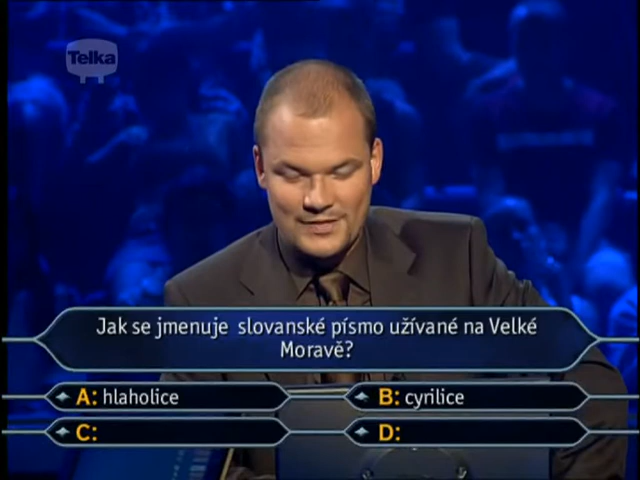 Telka
Jak se jmenuje slovanské písmo užívané na Velké
Moravě?
A: hlaholice
B: cyrilice
C:
D: